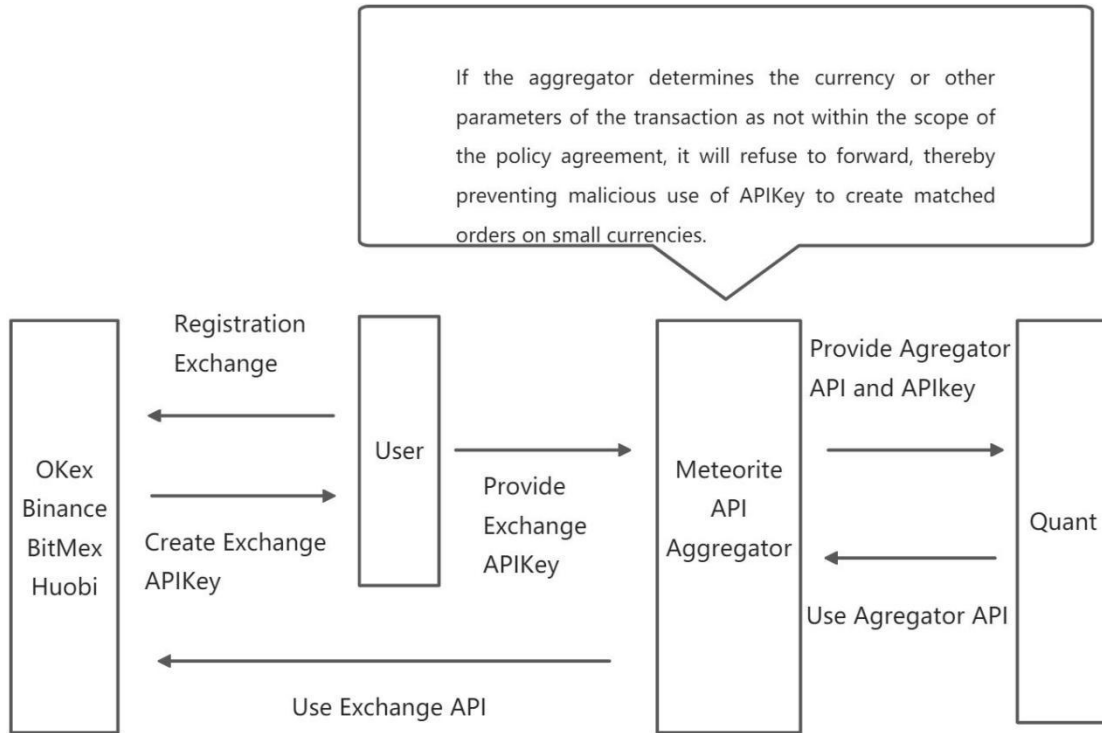 If the aggregator determines the currency or other
parameters of the transaction as not within the scope of
the policy agreement, it will refuse to forward, thereby
preventing malicious use of APIKey to create matched
orders on small currencies.
Registration
Exchange
OKex
Binance
BitMex
Huobi
Create Exchange
APIKey
User
Provide
Exchange
APIKey
Meteorite
API
Aggregator
Provide Agregator
API and APIkey
Use Agregator API
Quant
Use Exchange API